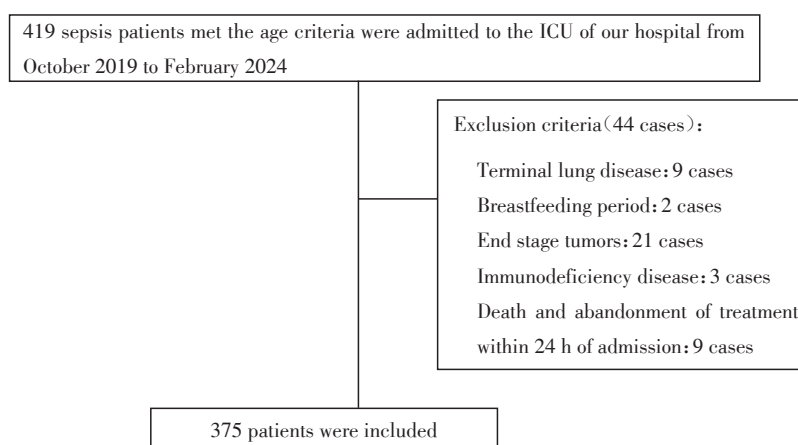 419 sepsis patients met the age criteria were admitted to the ICU of our hospital from
October 2019 to February 2024
Exclusion criteria(44 cases):
Terminal lung disease:9 cases
Breastfeeding period:2 cases
End stage tumors:21 cases
Immunodeficiency disease:3 cases
Death and abandonment of treatment
within 24 h of admission:9 cases
375 patients were included